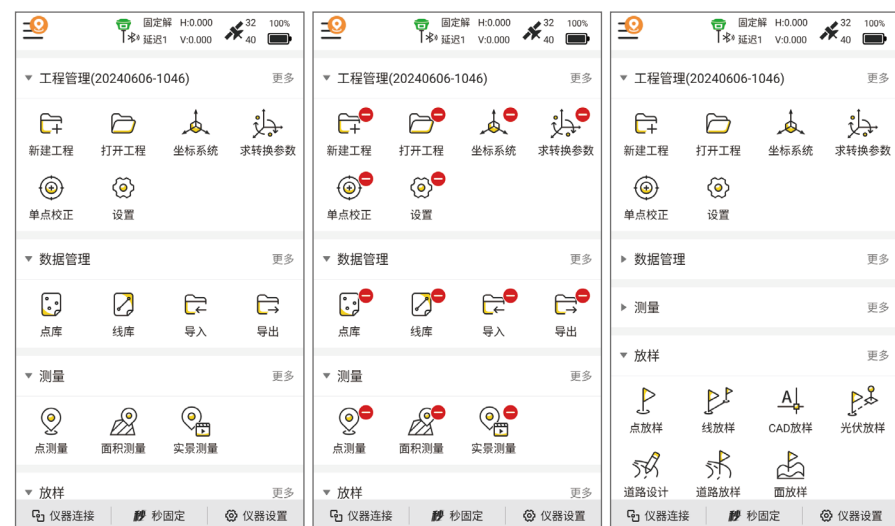 固定解 H:0.000 32 100%
延迟1 V:0.000 40
工程管理(20240606-1046) 更多
新建工程 打开工程 坐标系统 求转换参数
单点校正 设置
数据管理 更多
点库 线库 导入 导出
测量 更多
点测量 面积测量 实景测量
放样 更多
仪器连接 秒 秒固定 仪器设置
固定解 H:0.000 32 100%
延迟1 V:0.000 40
工程管理(20240606-1046) 更多
新建工程 打开工程 坐标系统 求转换参数
单点校正 设置
数据管理 更多
点库 线库 导入 导出
测量 更多
点测量 面积测量 实景测量
放样 更多
仪器连接 秒 秒固定 仪器设置
固定解 H:0.000 32 100%
延迟1 V:0.000 40
工程管理(20240606-1046) 更多
新建工程 打开工程 坐标系统 求转换参数
单点校正 设置
数据管理 更多
测量 更多
放样 更多
点放样 线放样 CAD放样 光伏放样
道路设计 道路放样 面放样
仪器连接 秒 秒固定 仪器设置